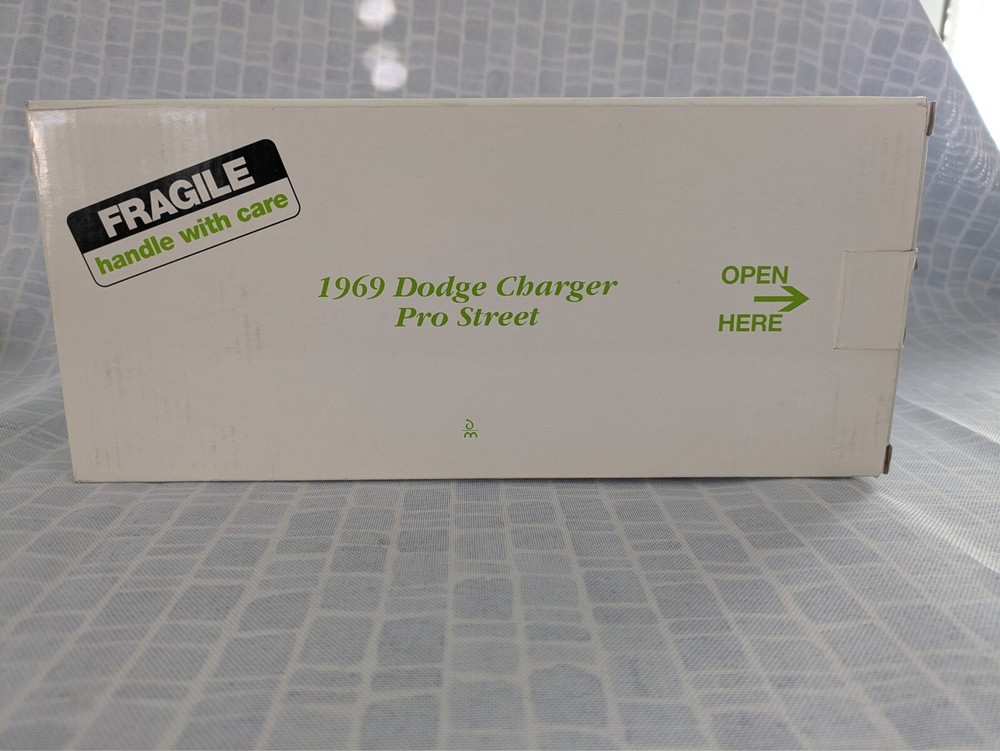 FRAGILE
handle with care
1969 Dodge Charger
Pro Street
OPEN
HERE